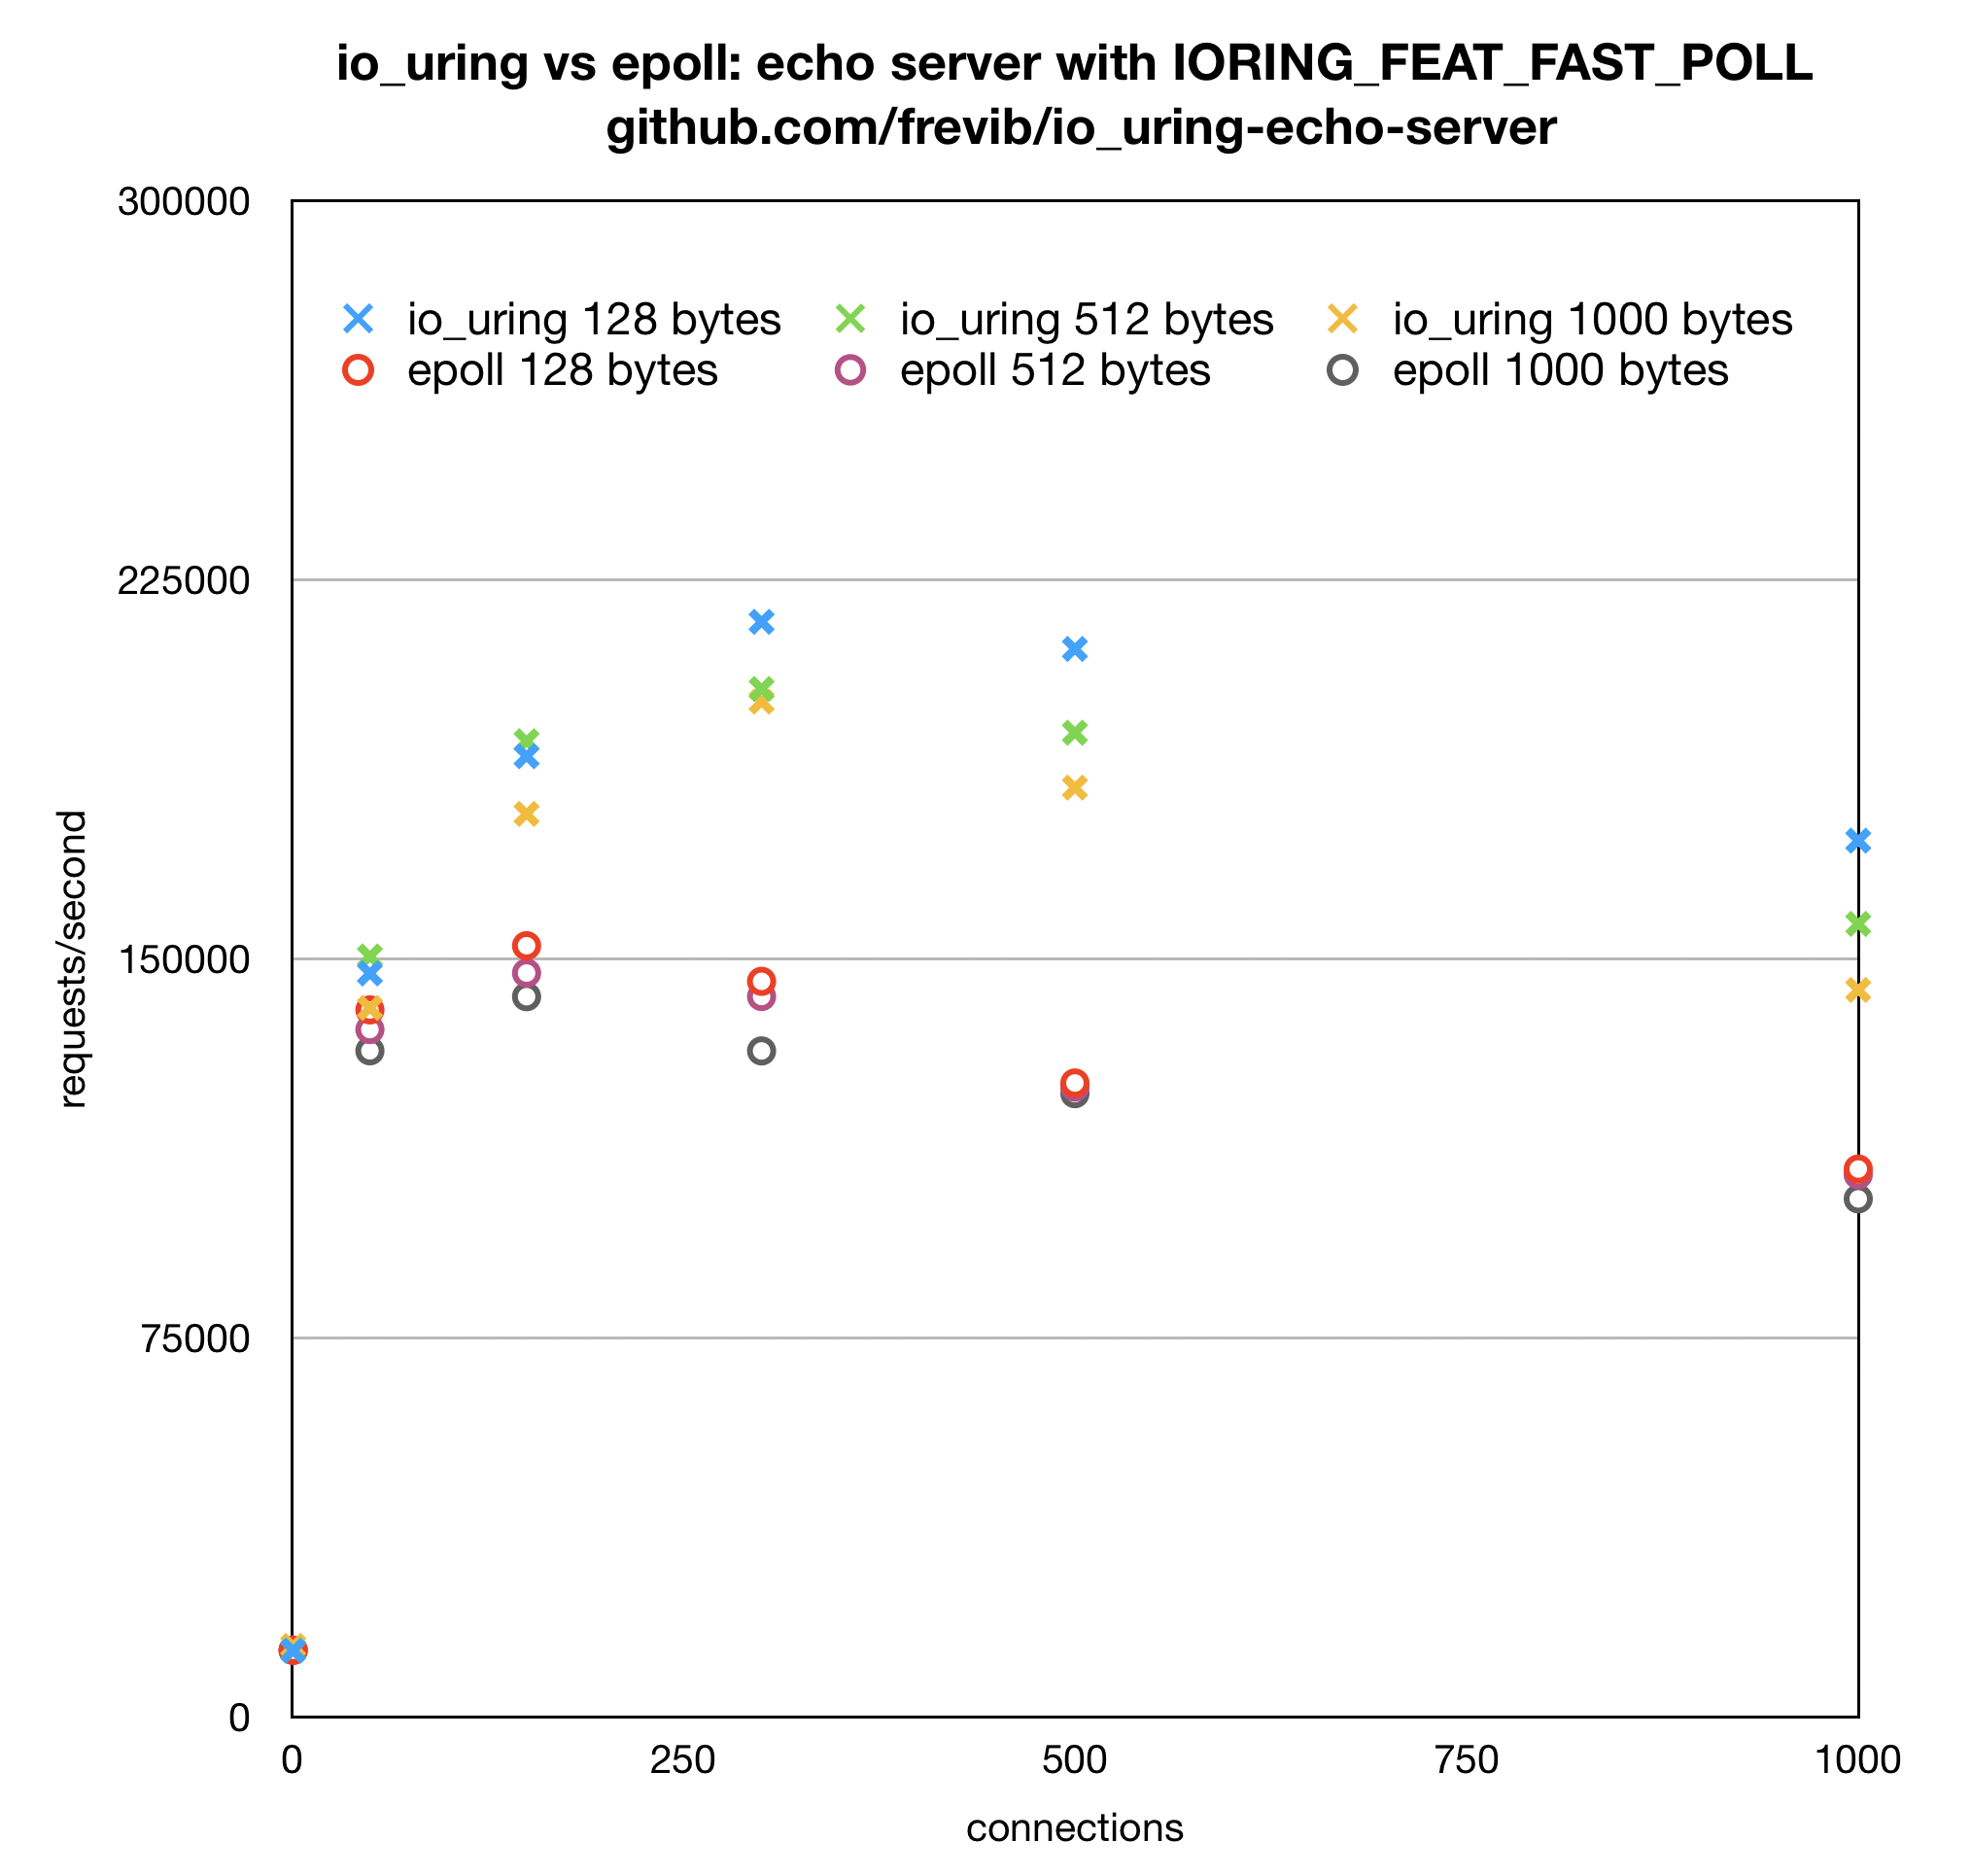 io_uring vs epoll: echo server with IORING_FEAT_FAST_POLL
github.com/frevib/io_uring-echo-server
300000
io_uring 128 bytes io_uring 512 bytes io_uring 1000 bytes
epoll 128 bytes epoll 512 bytes epoll 1000 bytes
225000
requests/second
150000
75000
0
0 250 500 750 1000
connections